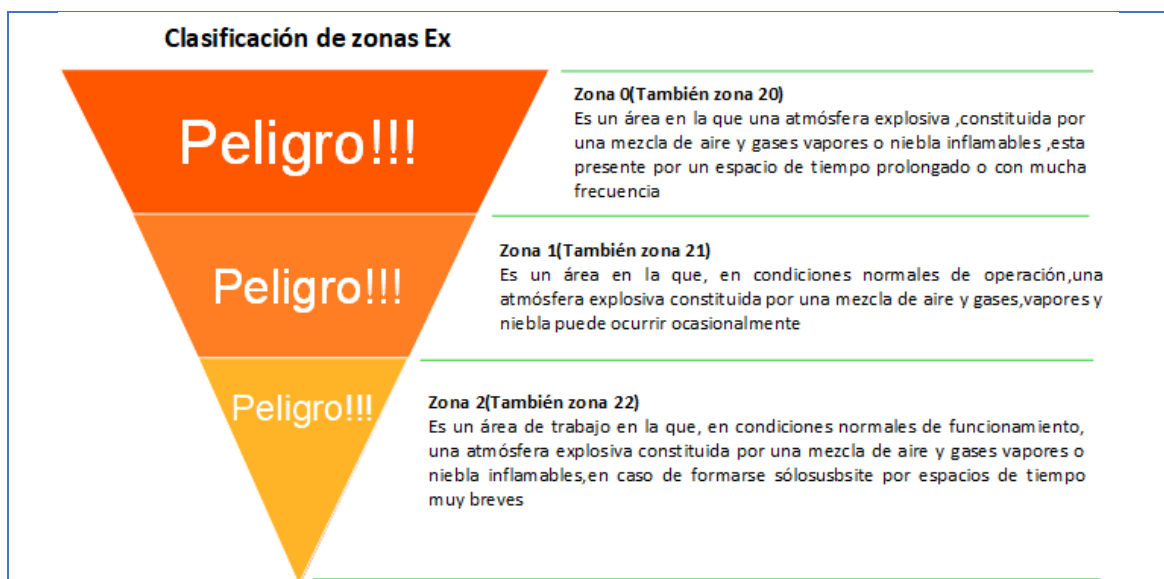 Clasificación de zonas Ex
Peligro!!!
Zona 0(También zona 20)
Es un área en la que una atmósfera explosiva ,constituida por
una mezcla de aire y gases vapores o niebla inflamables ,esta
presente por un espacio de tiempo prolongado o con mucha
frecuencia
Peligro!!!
Zona 1(También zona 21)
Es un área en la que, en condiciones normales de operación,una
atmósfera explosiva constituida por una mezcla de aire y gases,vapores y
niebla puede ocurrir ocasionalmente
Peligro!!!
Zona 2(También zona 22)
Es un área de trabajo en la que, en condiciones normales de funcionamiento,
una atmósfera explosiva constituida por una mezcla de aire y gases vapores o
niebla inflamables,en caso de formarse sólosusbsite por espacios de tiempo
muy breves